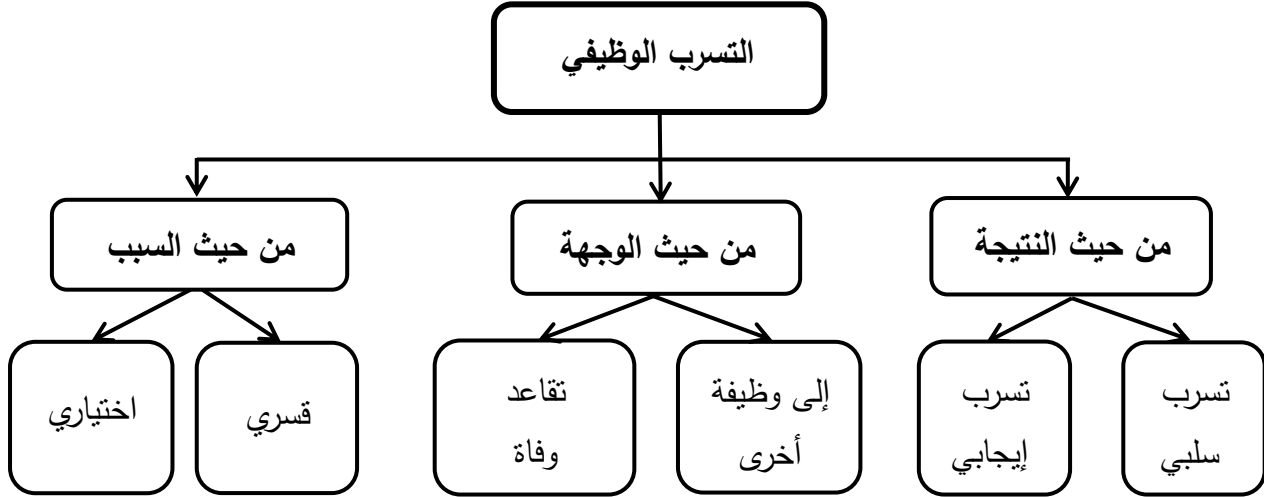 التسرب الوظيفي
من حيث النتيجة
من حيث الوجهة
من حيث السبب
تسرب
سلبي
تسرب
إيجابي
إلى وظيفة
أخرى
تقاعد
وفاة
قسري
اختياري